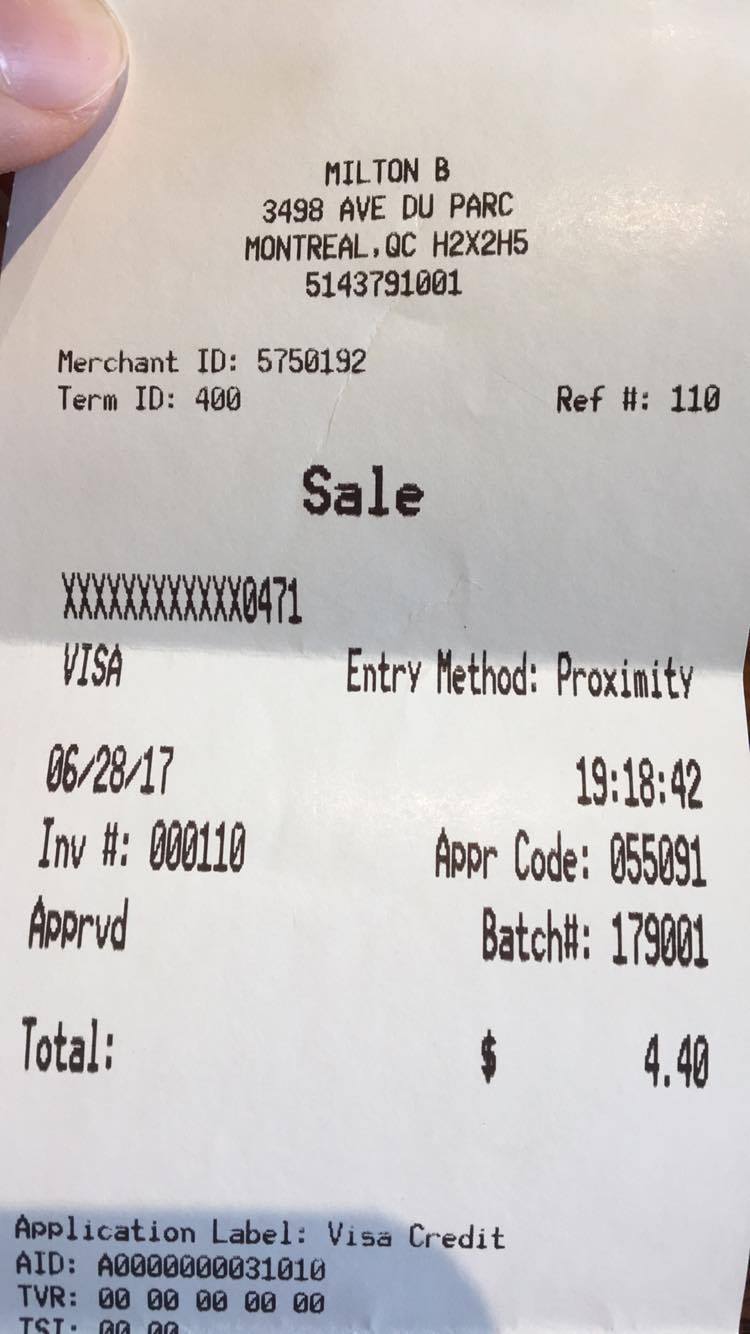 MILTON B
3498 AVE DU PARC
MONTREAL,QC H2X2H5
5143791001
Merchant ID: 5750192
Term ID: 400 Ref #: 110
Sale
XXXXXXXXXXXX0471
VISA Entry Method: Proximity
06/28/17 19:18:42
Inv #: 000110 Appr Code: 055091
Apprvd Batch#: 179001
Total: $ 4.40
Application Label: Visa Credit
AID: A0000000031010
TVR: 00 00 00 00 00
TSI: 00 00